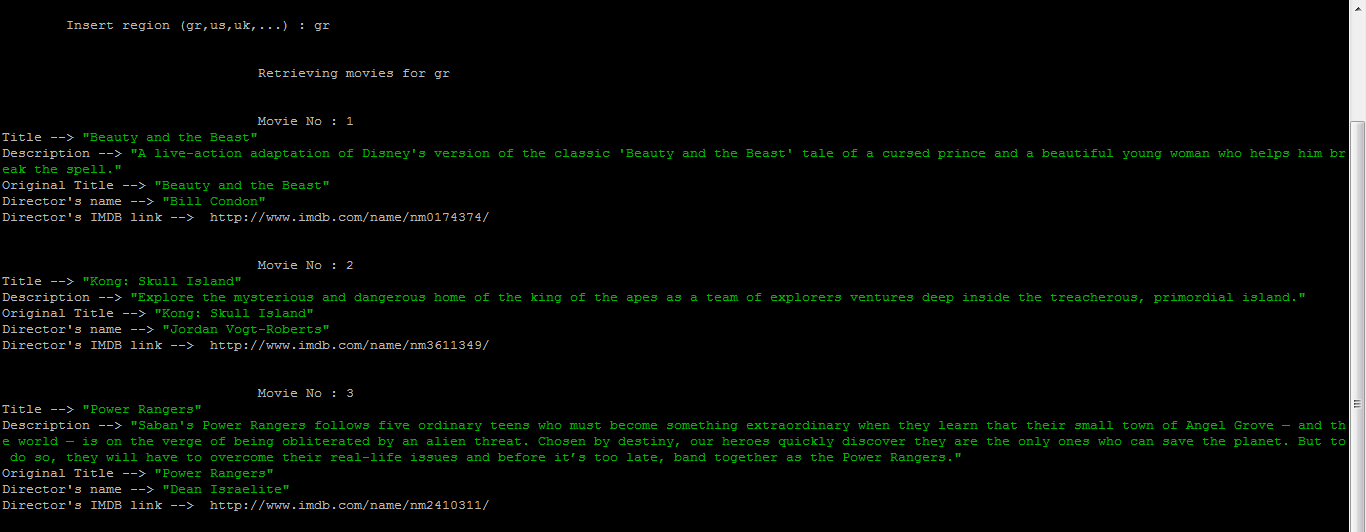 Insert region (gr,us,uk,...) : gr
Retrieving movies for gr
Movie No : 1
Title --> "Beauty and the Beast"
Description --> "A live-action adaptation of Disney's version of the classic 'Beauty and the Beast' tale of a cursed prince and a beautiful young woman who helps him br
eak the spell."
Original Title --> "Beauty and the Beast"
Director's name --> "Bill Condon"
Director's IMDB link -->  http://www.imdb.com/name/nm0174374/
Movie No : 2
Title --> "Kong: Skull Island"
Description --> "Explore the mysterious and dangerous home of the king of the apes as a team of explorers ventures deep inside the treacherous, primordial island."
Original Title --> "Kong: Skull Island"
Director's name --> "Jordan Vogt-Roberts"
Director's IMDB link -->  http://www.imdb.com/name/nm3611349/
Movie No : 3
Title --> "Power Rangers"
Description --> "Saban's Power Rangers follows five ordinary teens who must become something extraordinary when they learn that their small town of Angel Grove — and th
e world — is on the verge of being obliterated by an alien threat. Chosen by destiny, our heroes quickly discover they are the only ones who can save the planet. But to
 do so, they will have to overcome their real-life issues and before it’s too late, band together as the Power Rangers."
Original Title --> "Power Rangers"
Director's name --> "Dean Israelite"
Director's IMDB link -->  http://www.imdb.com/name/nm2410311/